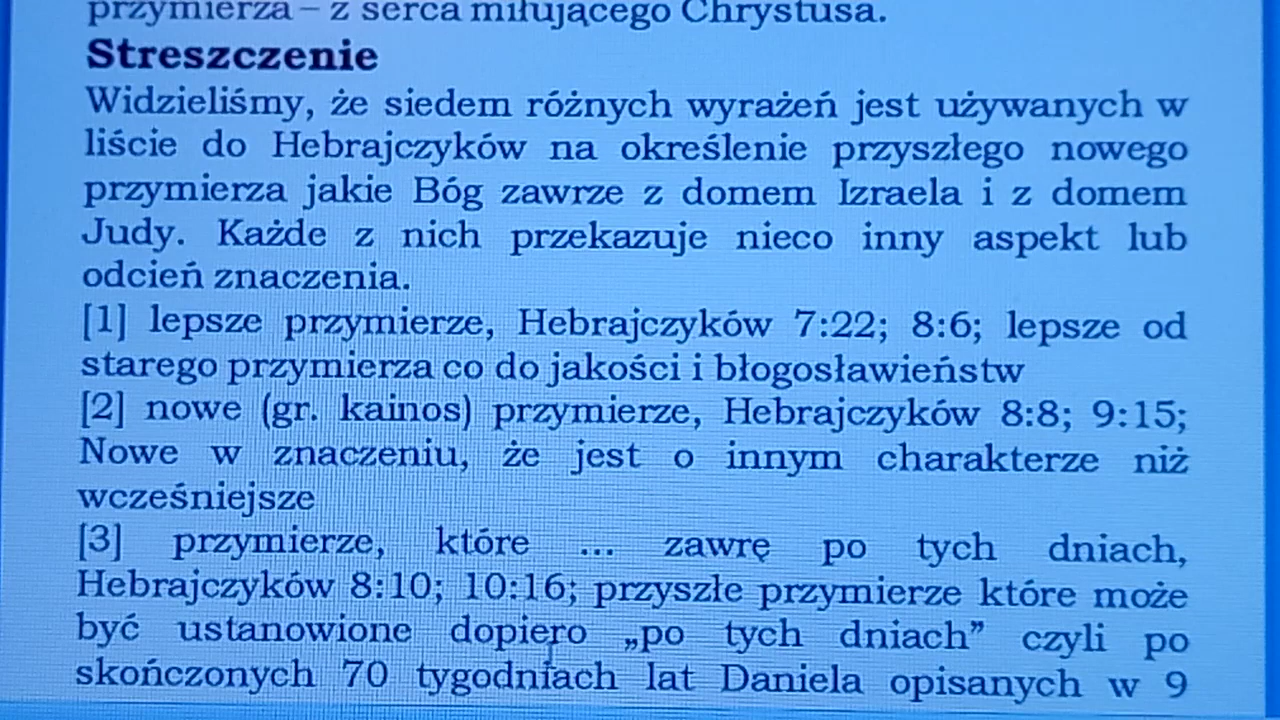 przymierza – z serca miłującego Chrystusa.
Streszczenie
Widzieliśmy, że siedem różnych wyrażeń jest używanych w
liście do Hebrajczyków na określenie przyszłego nowego
przymierza jakie Bóg zawrze z domem Izraela i z domem
Judy. Każde z nich przekazuje nieco inny aspekt lub
odcień znaczenia.
[1] lepsze przymierze, Hebrajczyków 7:22; 8:6; lepsze od
starego przymierza co do jakości i błogosławieństw
[2] nowe (gr. kainos) przymierze, Hebrajczyków 8:8; 9:15;
Nowe w znaczeniu, że jest o innym charakterze niż
wcześniejsze
[3] przymierze, które ... zawrę po tych dniach,
Hebrajczyków 8:10; 10:16; przyszłe przymierze które może
być ustanowione dopiero „po tych dniach” czyli po
skończonych 70 tygodniach lat Daniela opisanych w 9